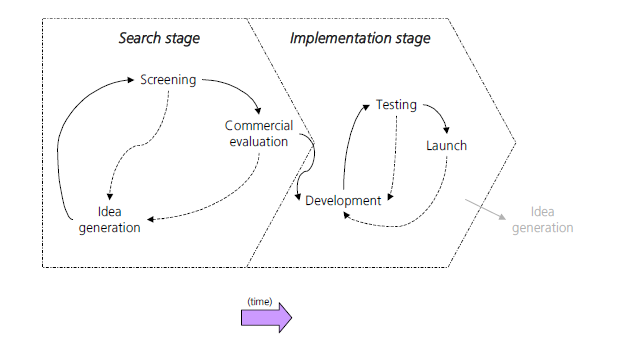 Search stage
Implementation stage
Screening
Commercial
evaluation
Idea
generation
Testing
Launch
Development
Idea
generation
(time)